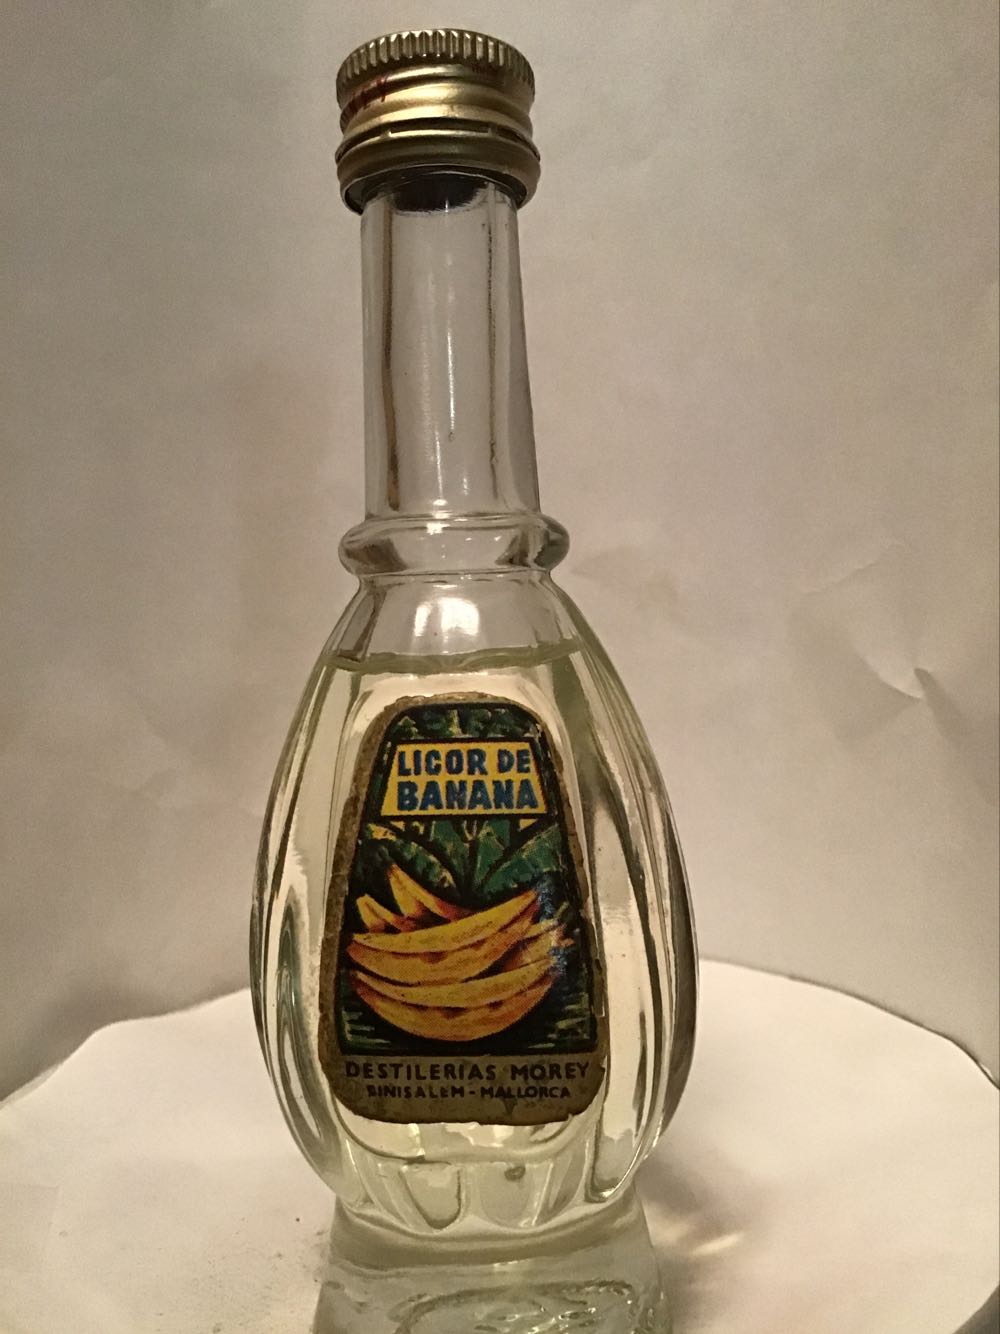 LICOR DE
BANANA
DESTILERIAS MOREY
BINISALEM - MALLORCA